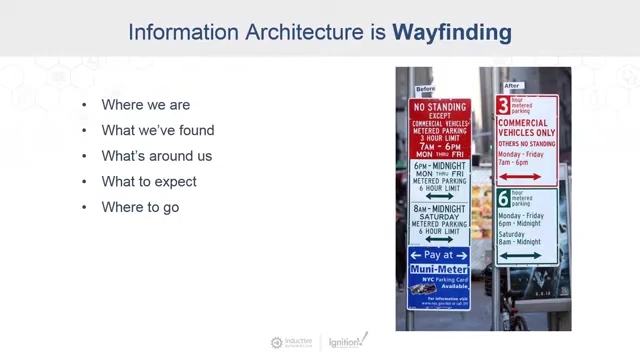 Information Architecture is Wayfinding
• Where we are
• What we've found
• What's around us
• What to expect
• Where to go
Before
NO STANDING
EXCEPT
COMMERCIAL VEHICLES
METERED PARKING
3 HOUR LIMIT
7AM - 6PM
MON THRU FRI
6PM - MIDNIGHT
MON THRU FRI
METERED PARKING
6 HOUR LIMIT
8AM - MIDNIGHT
SATURDAY
METERED PARKING
6 HOUR LIMIT
Pay at
Muni-Meter
NYC Parking Card
Available
For information visit
After
3 hour
metered
parking
COMMERCIAL
VEHICLES ONLY
OTHERS NO STANDING
Monday - Friday
7am - 6pm
6 hour
metered
parking
Monday - Friday
6pm - Midnight
Saturday
8am - Midnight
inductive
Ignition